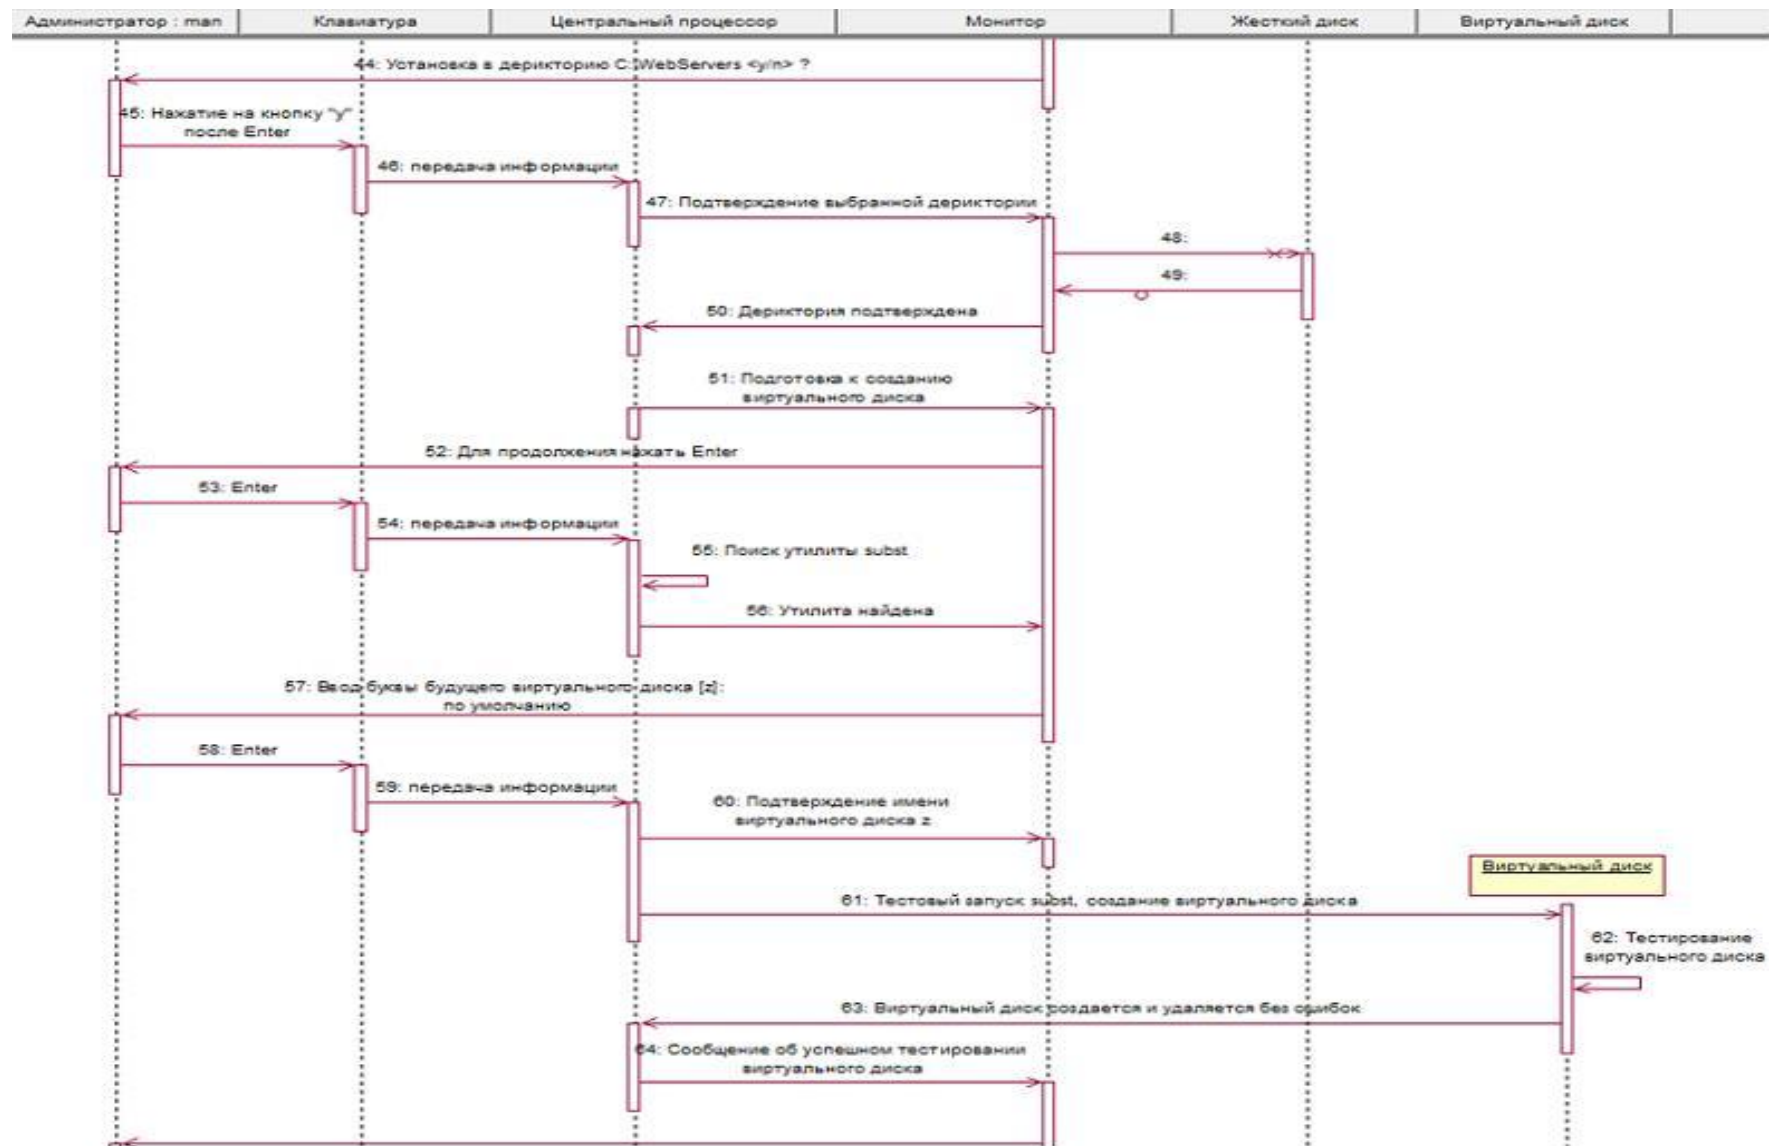 Администратор : man
Клавиатура
Центральный процессор
Монитор
Жесткий диск
Виртуальный диск
44: Установка в дерикторию C:\WebServers <y/n> ?
45: Нахатие на кнопку "y"
после Enter
46: передача информации
47: Подтверждение выбранной дериктории
48:
49:
50: Дериктория подтверждена
51: Подготовка к созданию
виртуального диска
52: Для продолжения нажать Enter
53: Enter
54: передача информации
55: Поиск утилиты subst
56: Утилита найдена
57: Ввод буквы будущего виртуального диска [z]:
по умолчанию
58: Enter
59: передача информации
60: Подтверждение имени
виртуального диска z
Виртуальный диск
61: Тестовый запуск subst, создание виртуального диска
62: Тестирование
виртуального диска
63: Виртуальный диск создается и удаляется без ошибок
64: Сообщение об успешном тестировании
виртуального диска